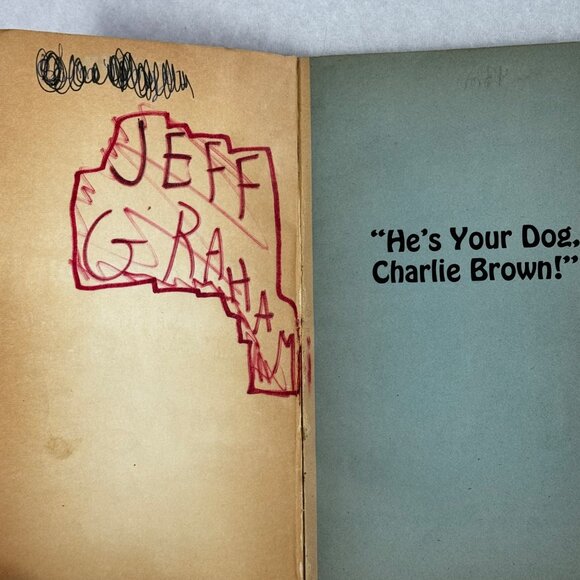 JEFF
GRAHAM
“He’s Your Dog,
Charlie Brown!”